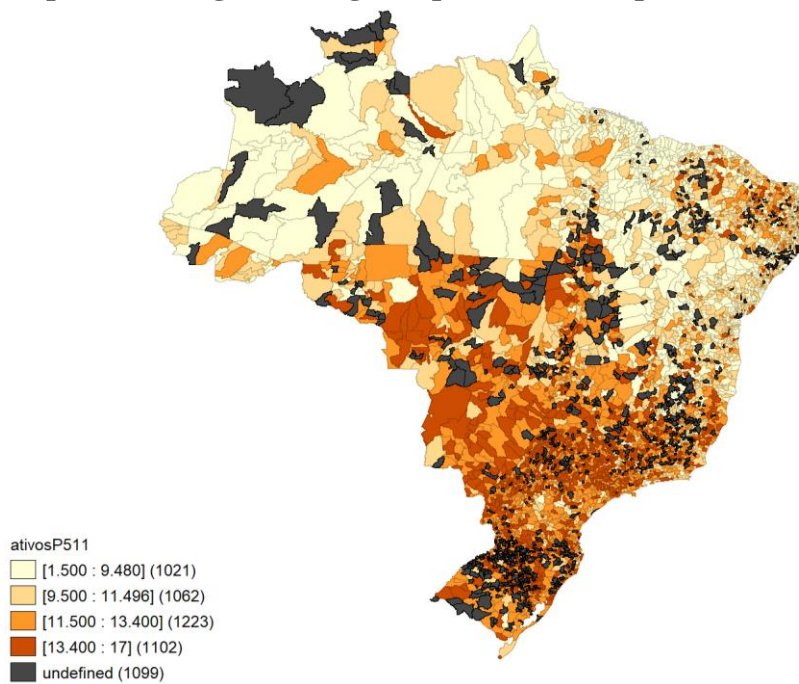 ativosP511
[1.500 : 9.480] (1021)
[9.500 : 11.496] (1062)
[11.500 : 13.400] (1223)
[13.400 : 17] (1102)
undefined (1099)